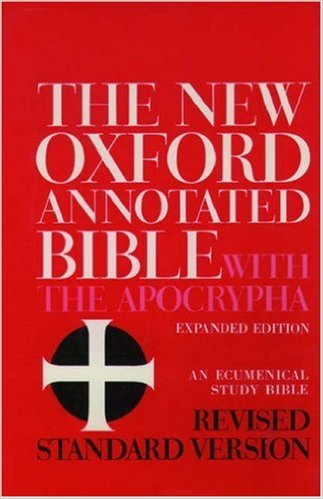 THE NEW
OXFORD
ANNOTATED
BIBLE WITH
THE APOCRYPHA
EXPANDED EDITION
AN ECUMENICAL
STUDY BIBLE
REVISED
STANDARD VERSION